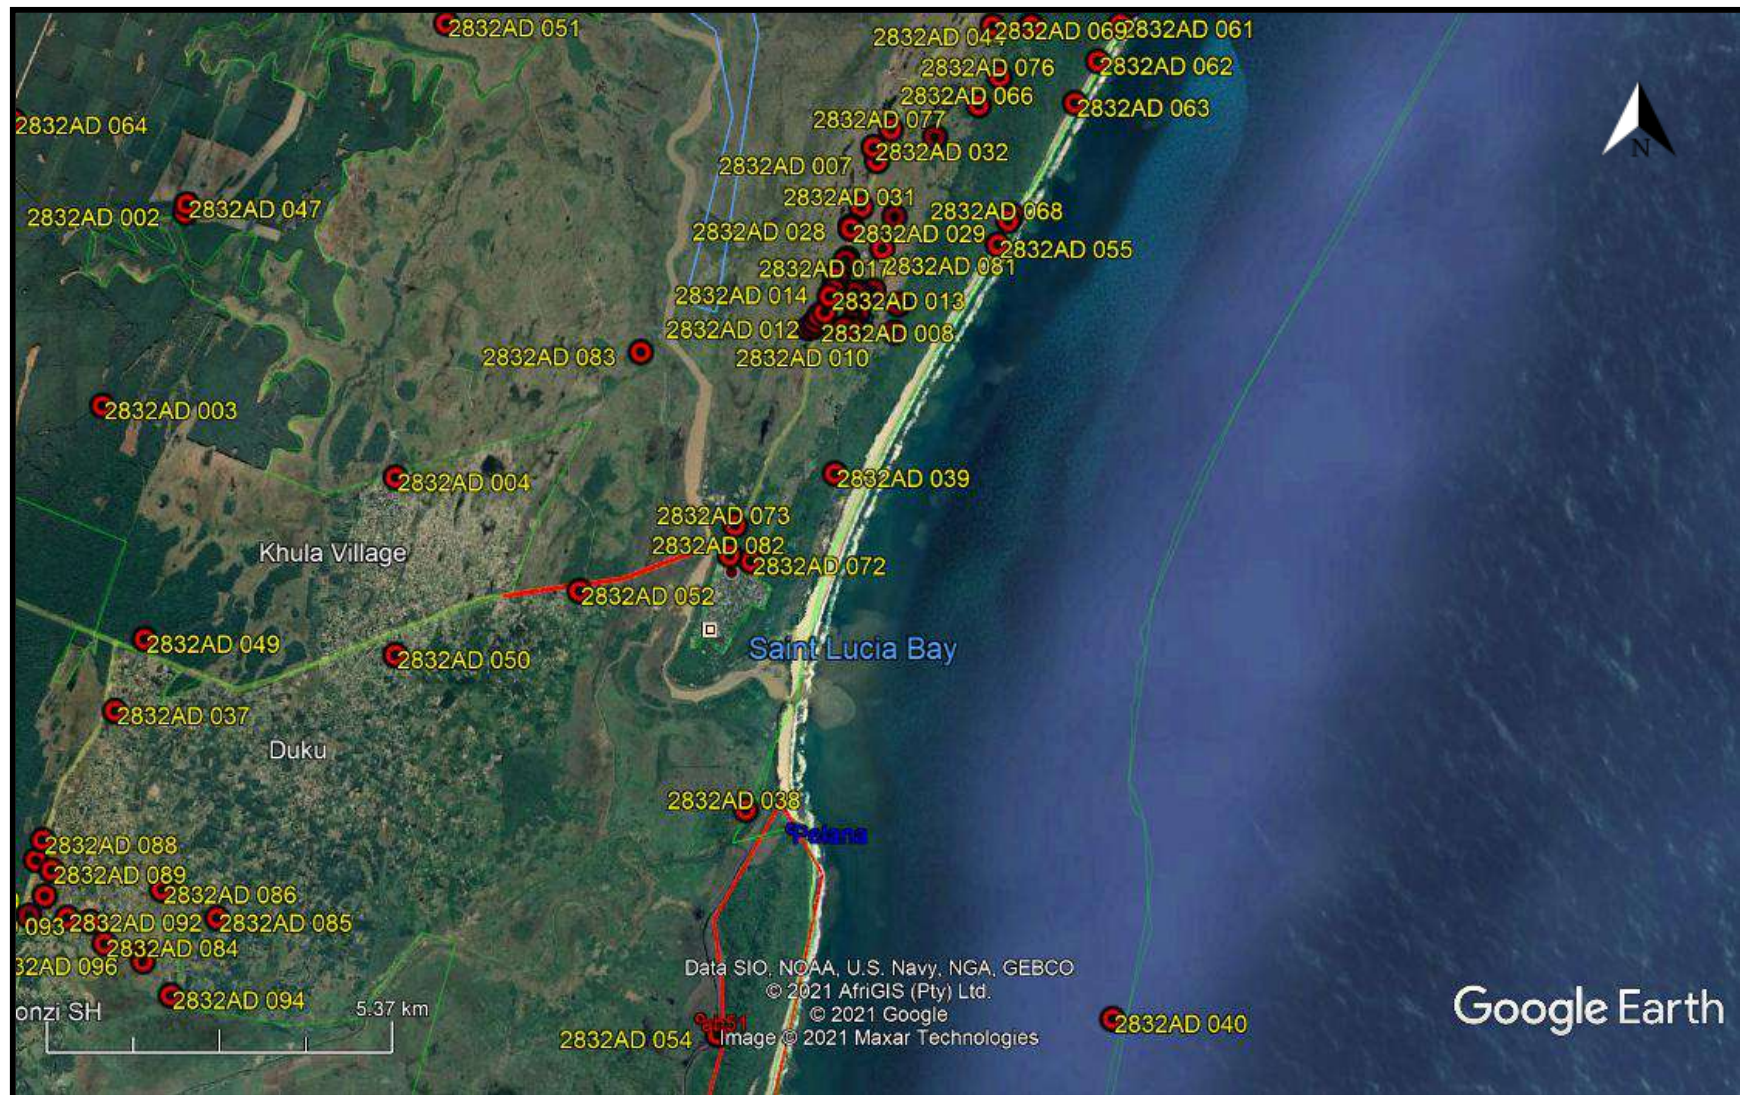 2832AD 051
2832AD 069
2832AD 061
2832AD 076
2832AD 062
2832AD 066
2832AD 063
2832AD 077
2832AD 064
2832AD 032
2832AD 007
2832AD 031
2832AD 047
2832AD 002
2832AD 068
2832AD 028
2832AD 029
2832AD 055
2832AD 017
2832AD 081
2832AD 014
2832AD 013
2832AD 012
2832AD 008
2832AD 083
2832AD 010
2832AD 003
2832AD 004
2832AD 039
2832AD 073
2832AD 082
2832AD 072
Khula Village
2832AD 052
2832AD 049
Saint Lucia Bay
2832AD 050
2832AD 037
Duku
2832AD 038
2832AD 088
2832AD 089
2832AD 086
093
2832AD 092
2832AD 085
2832AD 084
32AD 096
2832AD 094
onzi SH
5.37 km
2832AD 054
2832AD 040
N
Data SIO, NOAA, U.S. Navy, NGA, GEBCO
© 2021 AfriGIS (Pty) Ltd.
© 2021 Google
Image © 2021 Maxar Technologies
Google Earth